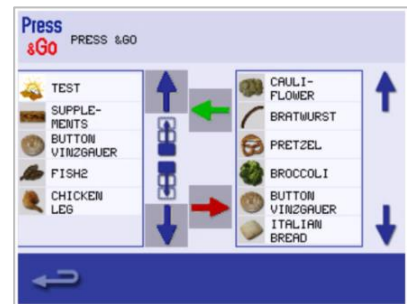 Press
&Go
PRESS &GO
TEST
SUPPLE-
MENTS
BUTTON
VINZGAUER
FISH2
CHICKEN
LEG
CAULI-
FLOWER
BRATWURST
PRETZEL
BROCCOLI
BUTTON
VINZGAUER
ITALIAN
BREAD